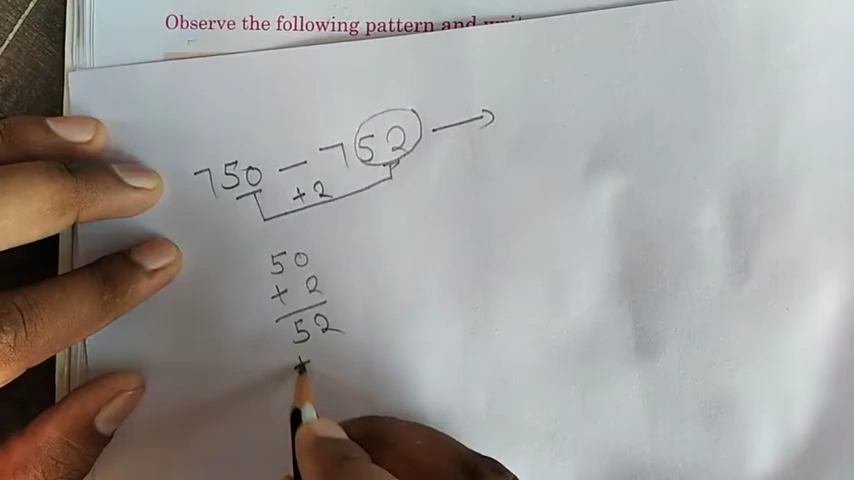 Observe the following pattern and
750 - 752 →
+2
50
+ 2
52
+